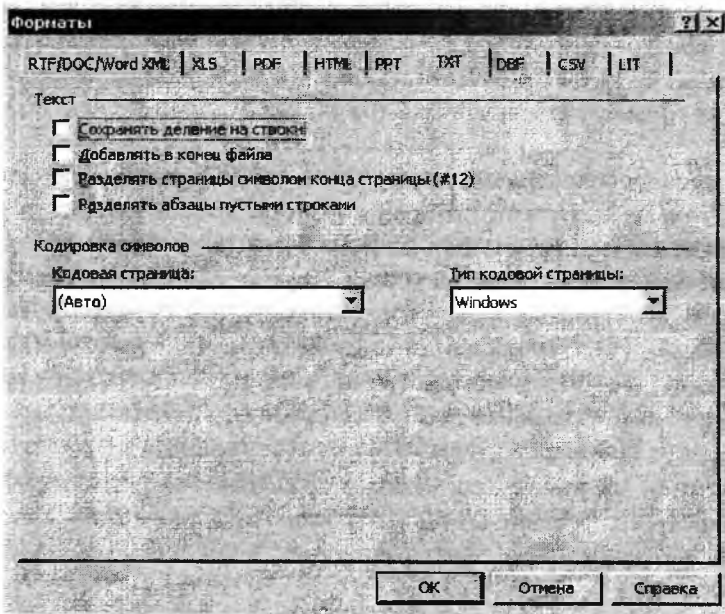 Форматы
RTF/DOC/Word XML XLS PDF HTML PPT TXT DBF CSV LIT
Текст
Сохранять деление на строки
Добавлять в конец файла
Разделять страницы символом конца страницы (#12)
Разделять абзацы пустыми строками
Кодировка символов
Кодовая страница: Тип кодовой страницы:
(Авто) Windows
OK Отмена Справка